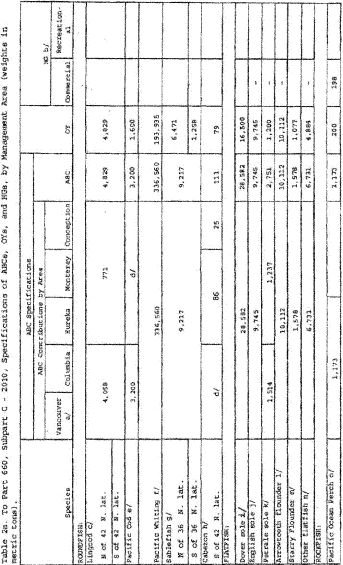 Table 2a. To Part 660, Subpart C - 2010, Specifications of ABCs, OYs, and HGs, by Management Area (weights in
metric tons).
ABC Specifications
ABC Contributions by Area
HG b/
Species Vancouver a/ Columbia Eureka Monterey Conception ABC OY Commercial Recreational
ROUNDFISH:
Lingcod c/
N of 42 N. lat. 4,058 771 4,829 4,829
S of 42 N. lat.
Pacific Cod e/ 3,200 d/ 3,200 1,600
Pacific Whiting f/ 336,560 336,560 193,935
Sablefish g/
N of 36 N. lat. 9,217 9,217 6,471
S of 36 N. lat. 1,258
Cabezon h/
S of 42 N. lat. d/ 86 25 111 79
FLATFISH:
Dover sole i/ 28,582 28,582 16,500 -
English sole j/ 9,745 9,745 9,745 -
Petrale sole k/ 1,514 1,237 2,751 1,200 -
Arrowtooth flounder l/ 10,112 10,112 10,112 -
Starry Flounder m/ 1,578 1,578 1,077 -
Other flatfish n/ 6,731 6,731 4,884 -
ROCKFISH:
Pacific Ocean Perch o/ 1,173 1,173 200 198